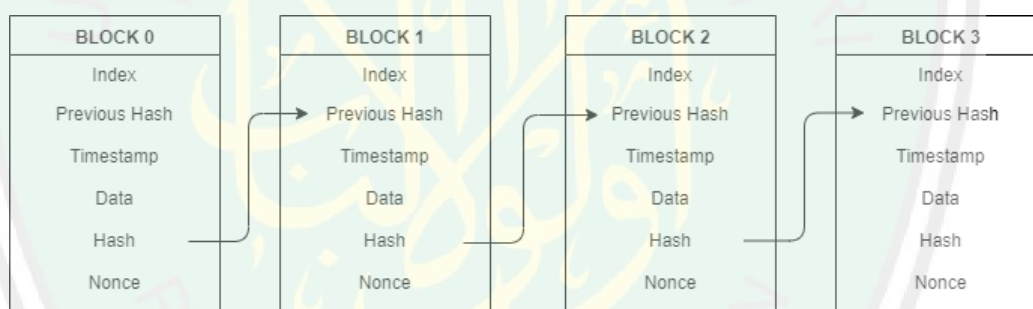 BLOCK 0
Index
Previous Hash
Timestamp
Data
Hash
Nonce
BLOCK 1
Index
Previous Hash
Timestamp
Data
Hash
Nonce
BLOCK 2
Index
Previous Hash
Timestamp
Data
Hash
Nonce
BLOCK 3
Index
Previous Hash
Timestamp
Data
Hash
Nonce